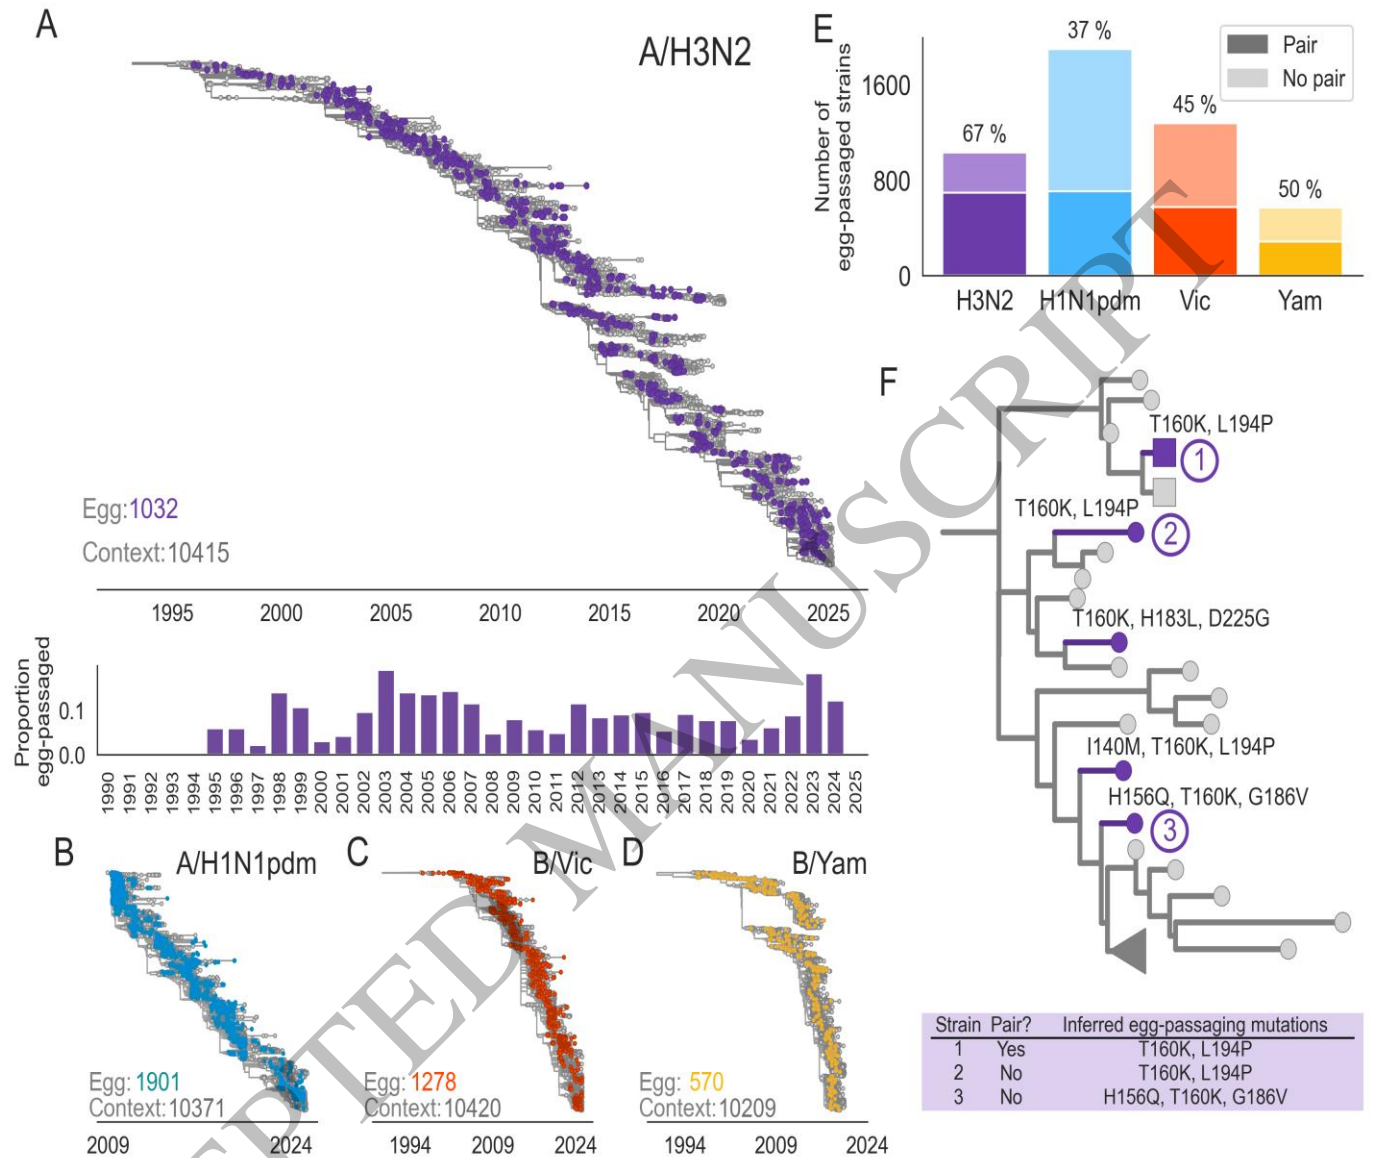 A
A/H3N2
Egg:1032
Context:10415
1995 2000 2005 2010 2015 2020 2025
Proportion
egg-passaged
0.1
0.0
1990 1991 1992 1993 1994 1995 1996 1997 1998 1999 2000 2001 2002 2003 2004 2005 2006 2007 2008 2009 2010 2011 2012 2013 2014 2015 2016 2017 2018 2019 2020 2021 2022 2023 2024 2025
B
A/H1N1pdm
Egg: 1901
Context:10371
2009 2024
C
B/Vic
Egg: 1278
Context:10420
1994 2009 2024
D
B/Yam
Egg: 570
Context:10209
1994 2009 2024
E
Number of
egg-passaged strains
1600
800
0
67 %
37 %
45 %
50 %
Pair
No pair
H3N2 H1N1pdm Vic Yam
F
T160K, L194P
1
T160K, L194P
2
T160K, H183L, D225G
I140M, T160K, L194P
H156Q, T160K, G186V
3
Strain Pair? Inferred egg-passaging mutations
1 Yes T160K, L194P
2 No T160K, L194P
3 No H156Q, T160K, G186V
PTED MANUSCRIPT